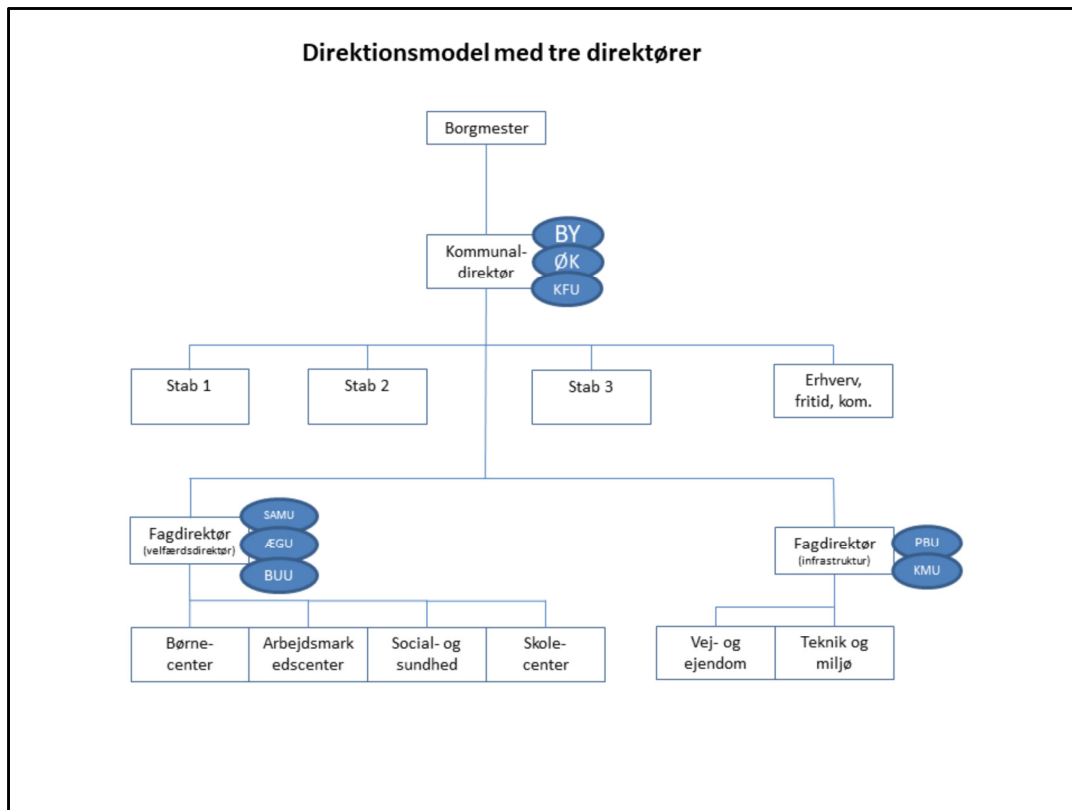 Direktionsmodel med tre direktører
Borgmester
Kommunal-
direktør
BY
ØK
KFU
Stab 1
Stab 2
Stab 3
Erhverv,
fritid, kom.
Fagdirektør
(velfærdsdirektør)
SAMU
ÆGU
BUU
Fagdirektør
(infrastruktur)
PBU
KMU
Børne-
center
Arbejdsmark
edscenter
Social- og
sundhed
Skole-
center
Vej- og
ejendom
Teknik og
miljø